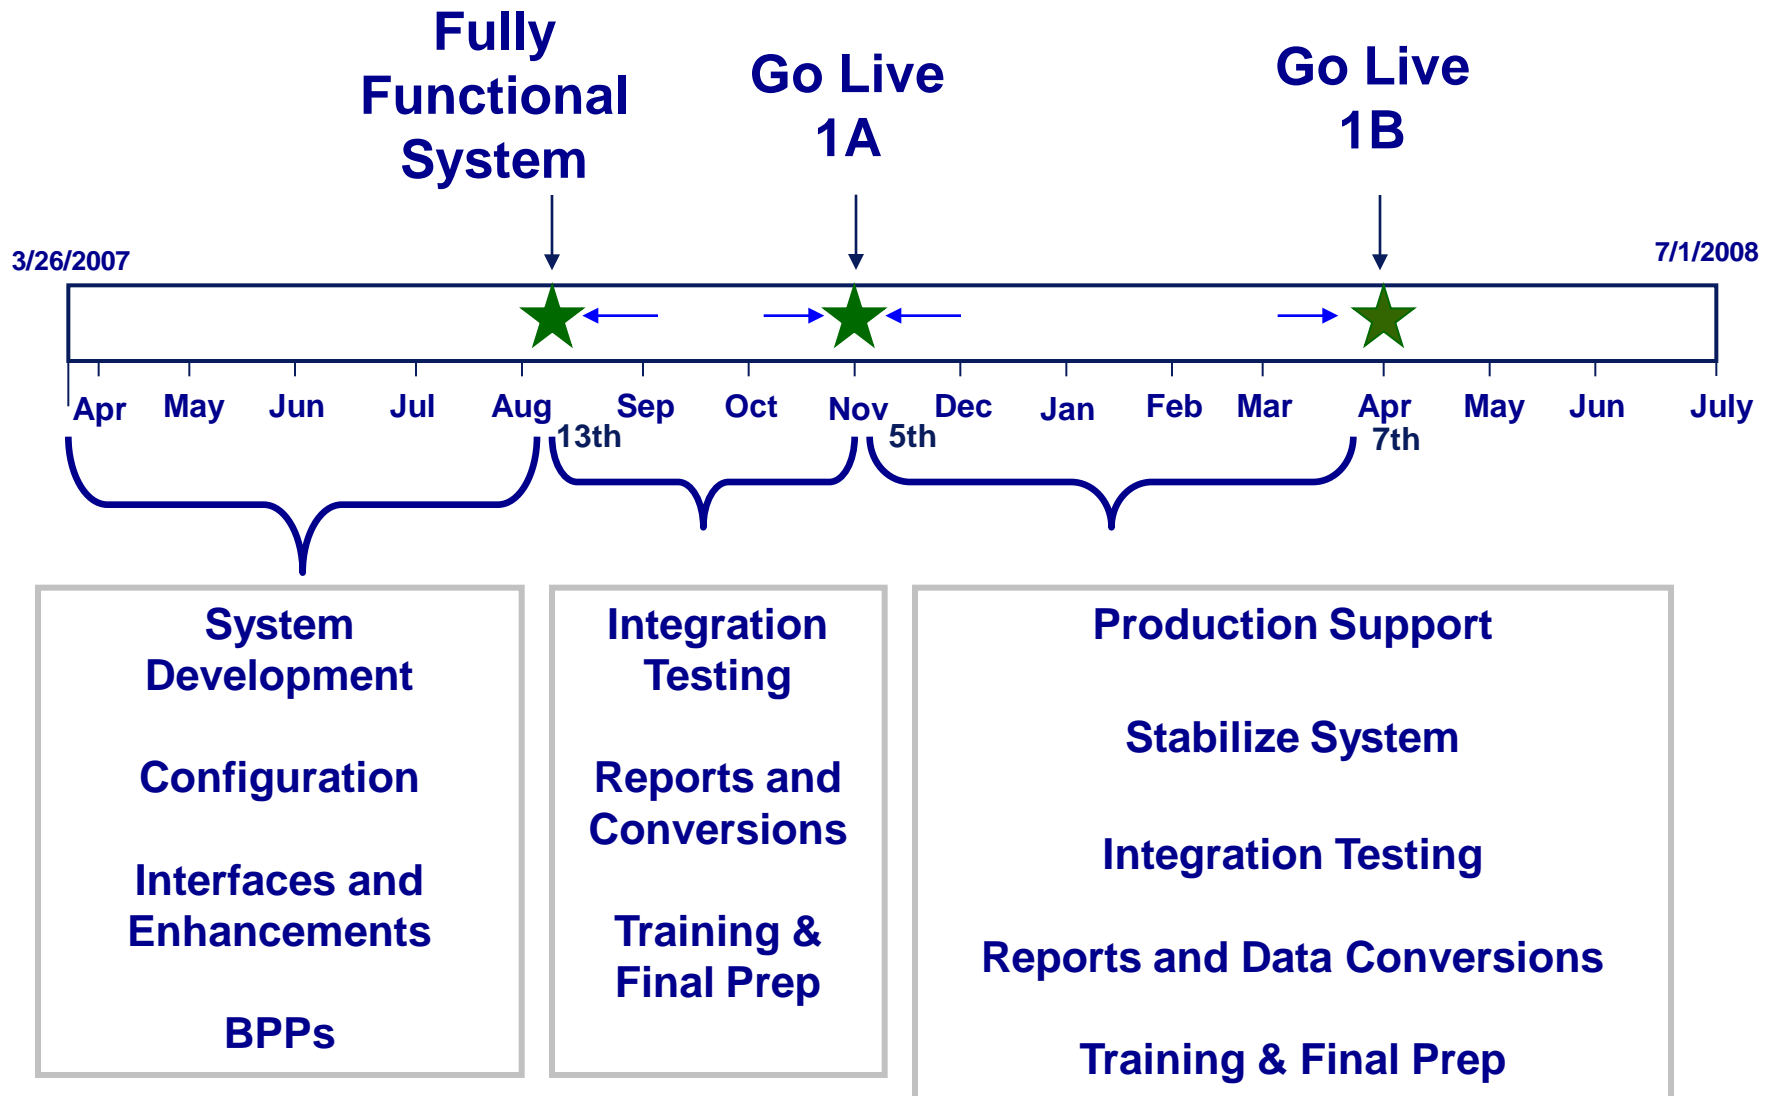 Fully
Functional
System
Go Live
1A
Go Live
1B
3/26/2007
7/1/2008
Apr May Jun Jul Aug Sep Oct Nov Dec Jan Feb Mar Apr May Jun July
13th 5th 7th
System
Development
Configuration
Interfaces and
Enhancements
BPPs
Integration
Testing
Reports and
Conversions
Training &
Final Prep
Production Support
Stabilize System
Integration Testing
Reports and Data Conversions
Training & Final Prep